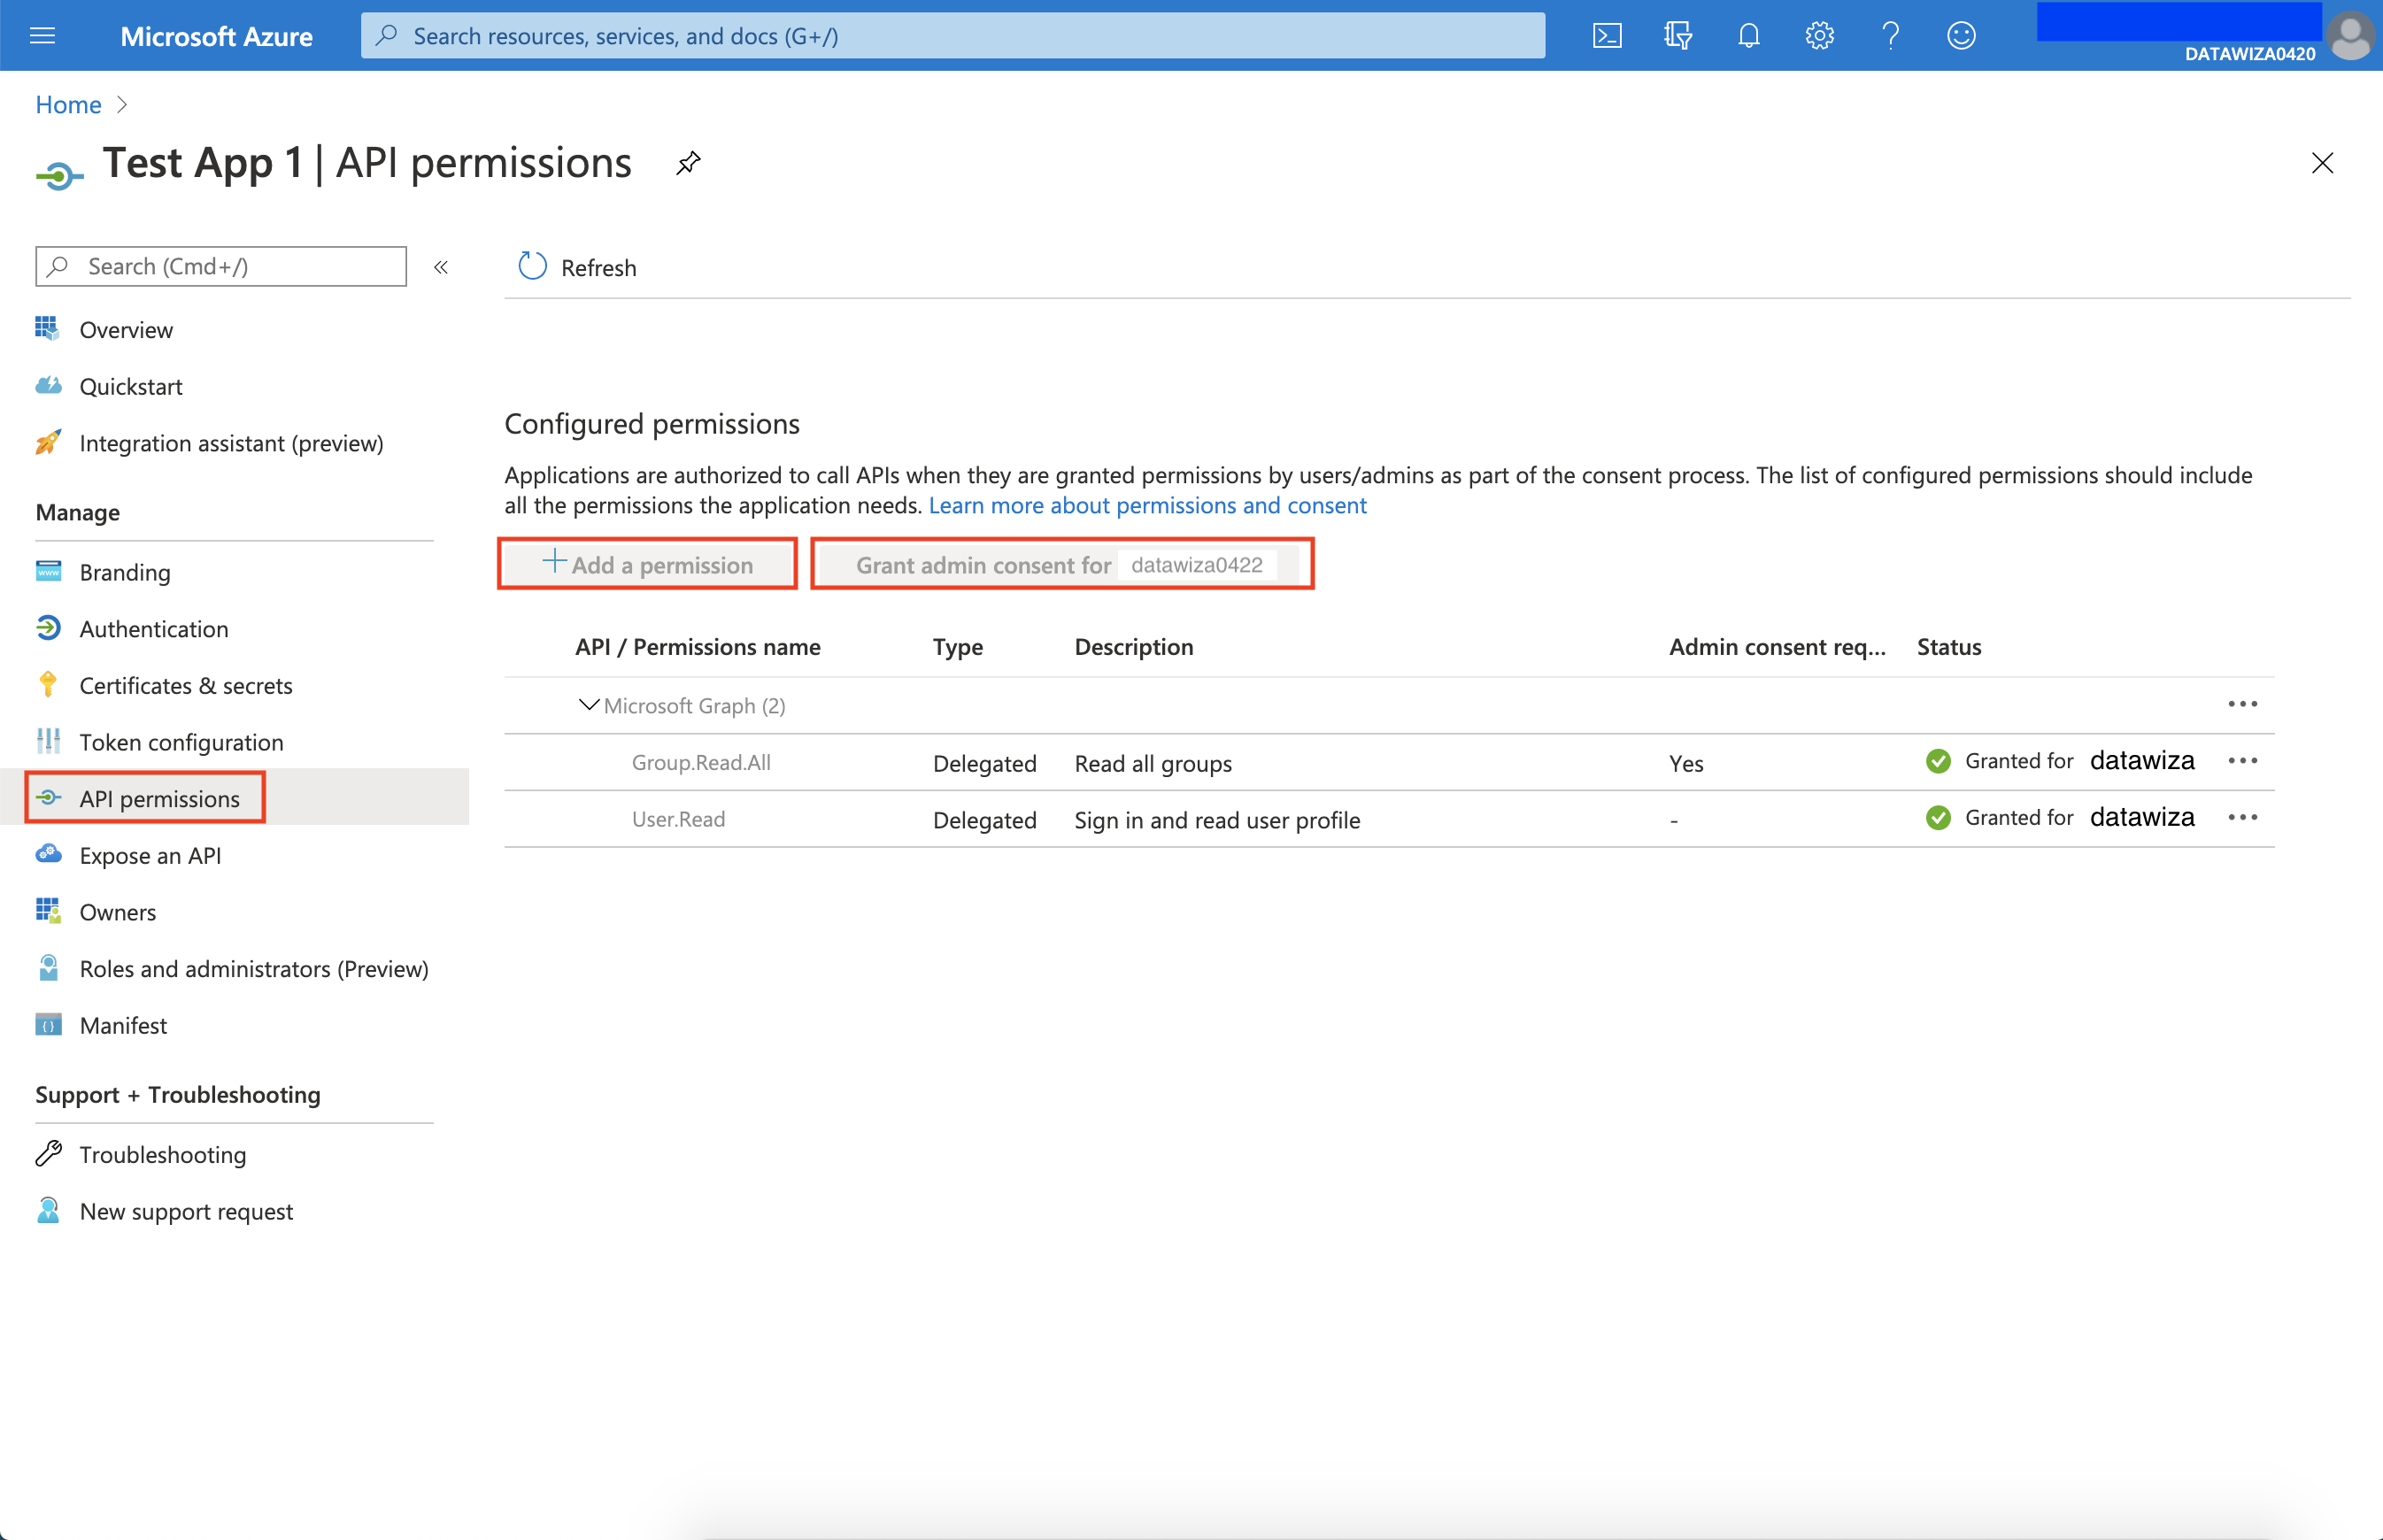 Microsoft Azure
Search resources, services, and docs (G+/)
DATAWIZA0420
Home
Test App 1 | API permissions
Search (Cmd+/)
«
Refresh
Overview
Quickstart
Integration assistant (preview)
Manage
Branding
Authentication
Certificates & secrets
Token configuration
API permissions
Expose an API
Owners
Roles and administrators (Preview)
Manifest
Support + Troubleshooting
Troubleshooting
New support request
Configured permissions
Applications are authorized to call APIs when they are granted permissions by users/admins as part of the consent process. The list of configured permissions should include
all the permissions the application needs. Learn more about permissions and consent
Add a permission
Grant admin consent for datawiza0422
API / Permissions name Type Description Admin consent req... Status
Microsoft Graph (2)
Group.Read.All Delegated Read all groups Yes Granted for datawiza
User.Read Delegated Sign in and read user profile - Granted for datawiza